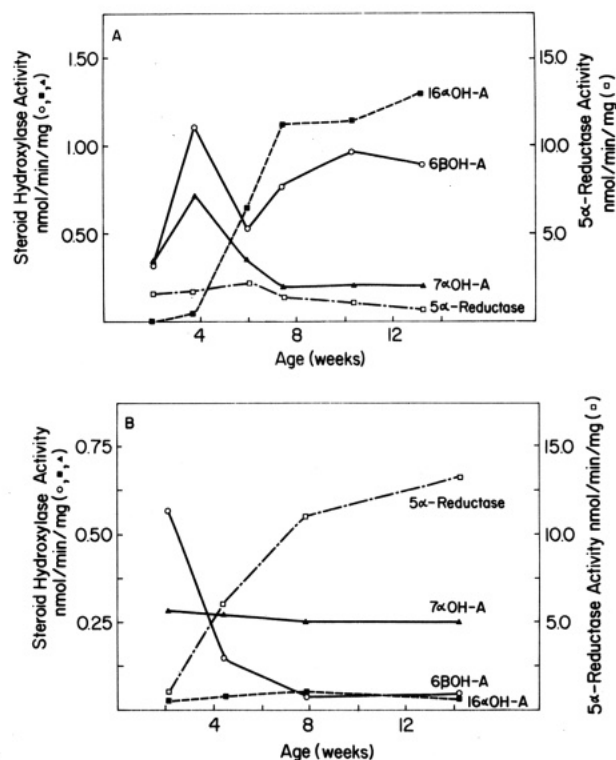 A
Steroid Hydroxylase Activity
nmol/min/mg (○,■,▲)
1.50
1.00
0.50
15.0
10.0
5.0
5α-Reductase Activity
nmol/min/mg (□)
16αOH-A
6βOH-A
7αOH-A
5α-Reductase
4
8
12
Age (weeks)
B
Steroid Hydroxylase Activity
nmol/min/mg (○,■,▲)
0.75
0.50
0.25
15.0
10.0
5.0
5α-Reductase Activity nmol/min/mg (□)
5α-Reductase
7αOH-A
6βOH-A
16αOH-A
4
8
12
Age (weeks)